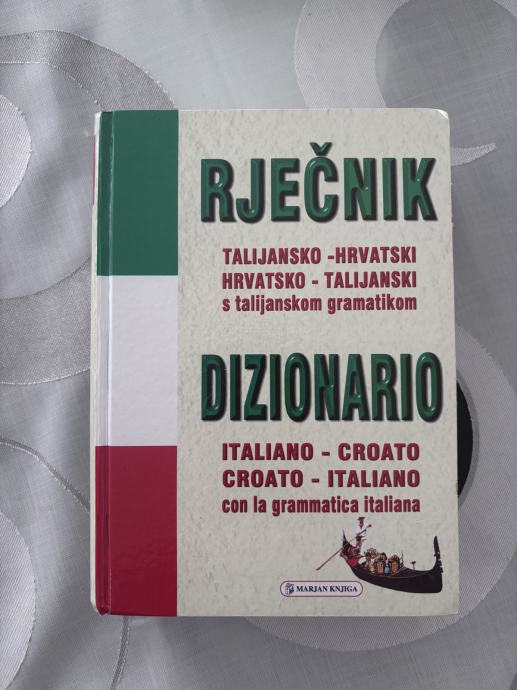 RJEČNIK
TALIJANSKO -HRVATSKI
HRVATSKO - TALIJANSKI
s talijanskom gramatikom
DIZIONARIO
ITALIANO - CROATO
CROATO - ITALIANO
con la grammatica italiana
MARJAN KNJIGA